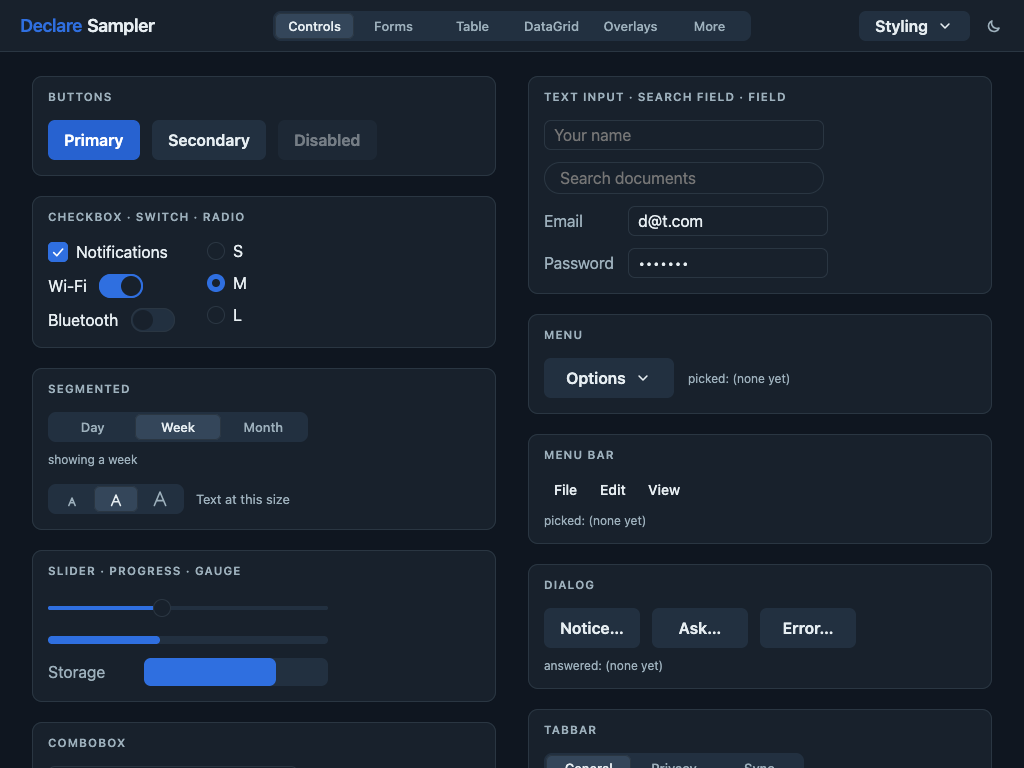 Declare Sampler
Controls Forms Table DataGrid Overlays More
Styling
BUTTONS
Primary Secondary Disabled
CHECKBOX · SWITCH · RADIO
Notifications
Wi-Fi
Bluetooth
S
M
L
SEGMENTED
Day Week Month
showing a week
A A A Text at this size
SLIDER · PROGRESS · GAUGE
Storage
COMBOBOX
TEXT INPUT · SEARCH FIELD · FIELD
Your name
Search documents
Email d@t.com
Password •••••••
MENU
Options picked: (none yet)
MENU BAR
File Edit View
picked: (none yet)
DIALOG
Notice... Ask... Error...
answered: (none yet)
TABBAR
General Privacy Sync